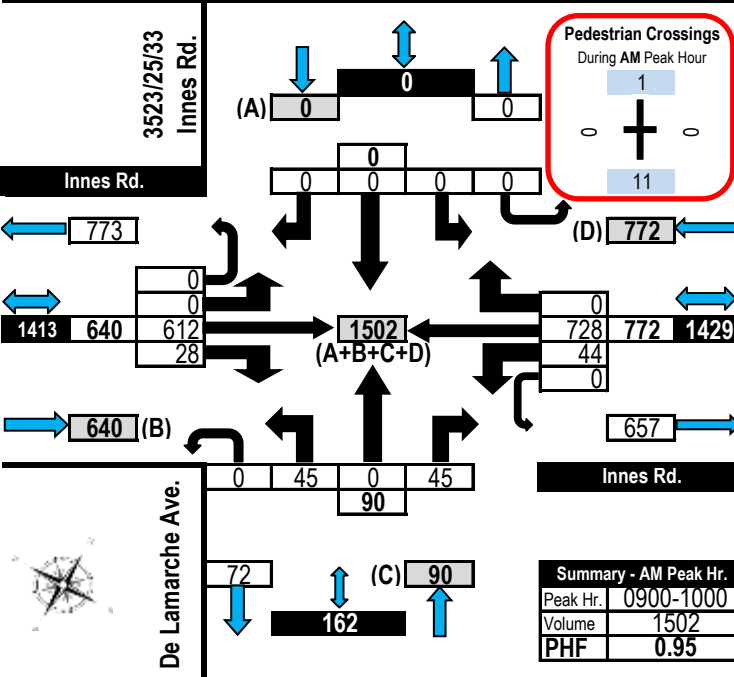 3523/25/33
Innes Rd.
Pedestrian Crossings
During AM Peak Hour
1
0 0
11
0
(A) 0 0
0
0 0 0 0
Innes Rd.
773
(D) 772
0
0
1413 640 612
28
1502
(A+B+C+D)
0
728 772 1429
44
0
640 (B)
657
0 45 0 45
90
Innes Rd.
De Lamarche Ave.
72
(C) 90
162
Summary - AM Peak Hr.
Peak Hr. 0900-1000
Volume 1502
PHF 0.95